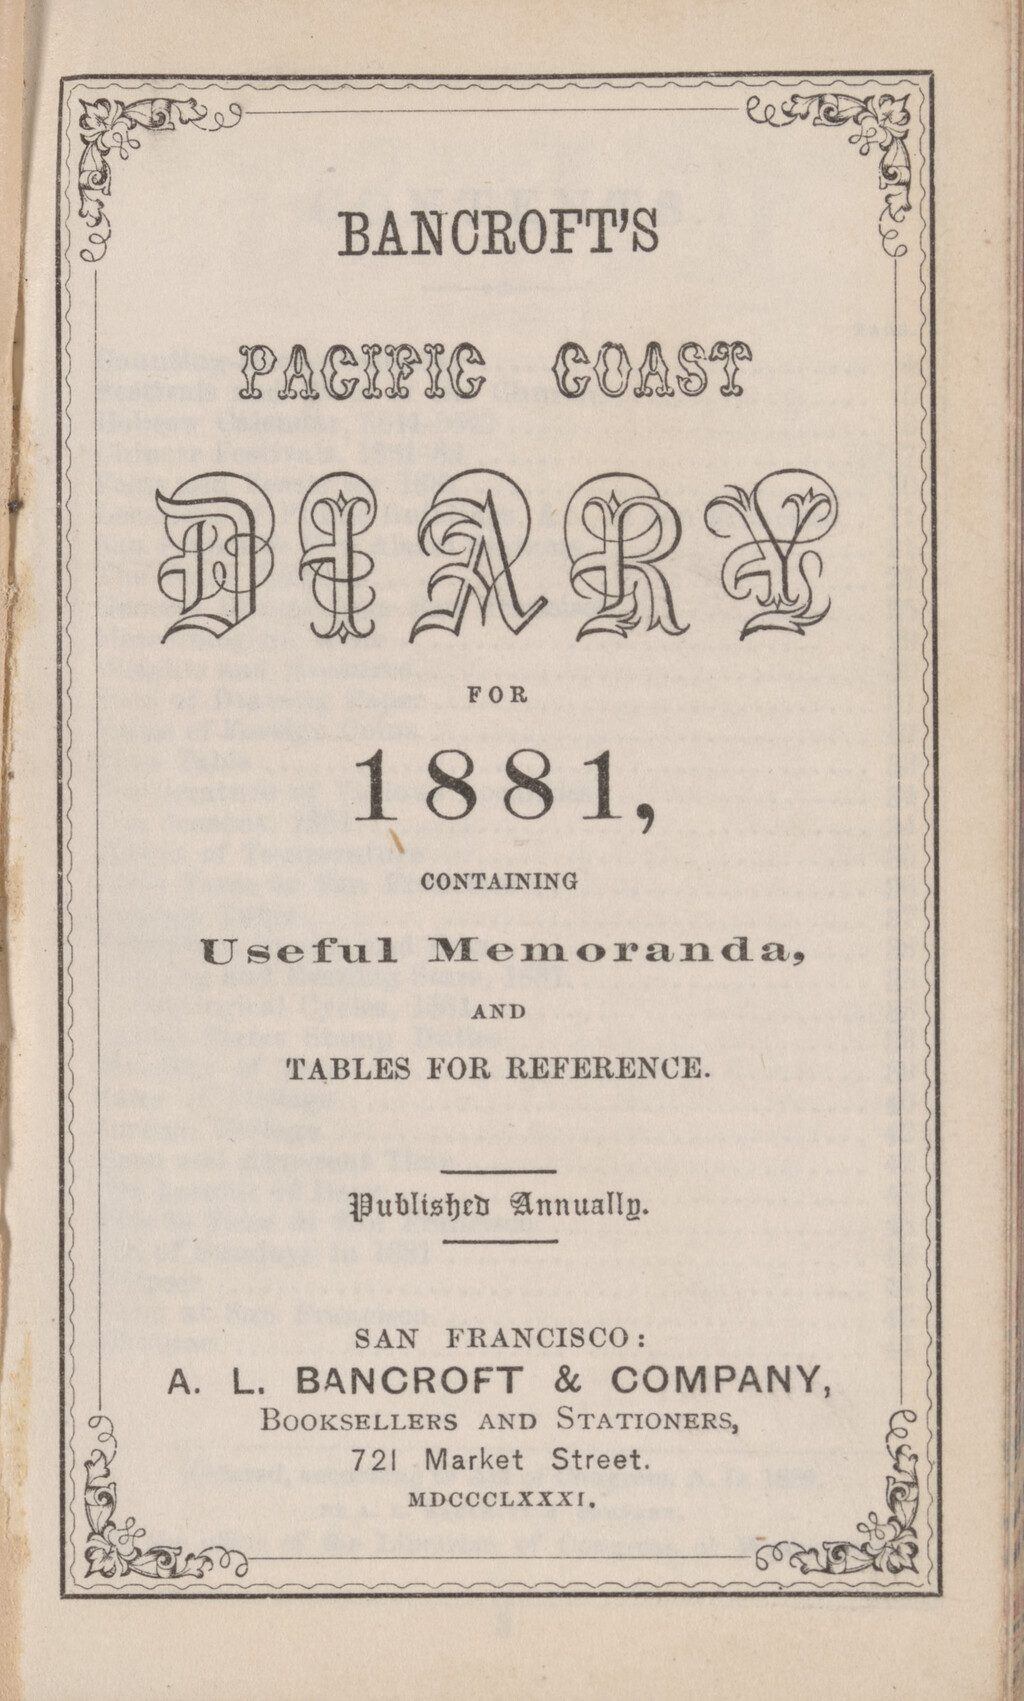 BANCROFT'S
PACIFIC COAST
DIARY
FOR
1881,
CONTAINING
Useful Memoranda,
AND
TABLES FOR REFERENCE.
Published Annually.
SAN FRANCISCO:
A. L. BANCROFT & COMPANY,
BOOKSELLERS AND STATIONERS,
721 Market Street.
MDCCCLXXXI.